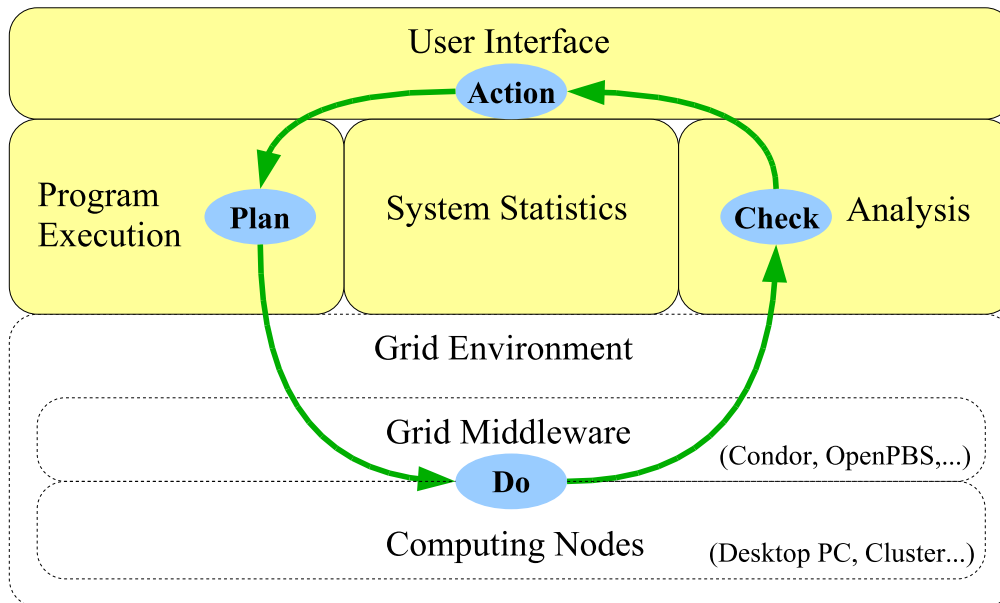 User Interface
Action
Program
Execution
Plan
System Statistics
Check
Analysis
Grid Environment
Grid Middleware
(Condor, OpenPBS,...)
Do
Computing Nodes
(Desktop PC, Cluster...)